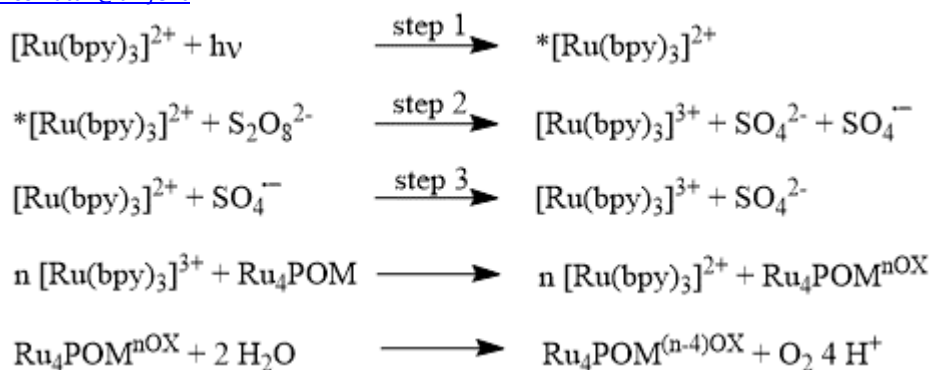 [Ru(bpy)₃]²⁺ + hν step 1 *[Ru(bpy)₃]²⁺
*[Ru(bpy)₃]²⁺ + S₂O₈²⁻ step 2 [Ru(bpy)₃]³⁺ + SO₄²⁻ + SO₄•⁻
[Ru(bpy)₃]²⁺ + SO₄•⁻ step 3 [Ru(bpy)₃]³⁺ + SO₄²⁻
n [Ru(bpy)₃]³⁺ + Ru₄POM ⟶ n [Ru(bpy)₃]²⁺ + Ru₄POMⁿᴼˣ
Ru₄POMⁿᴼˣ + 2 H₂O ⟶ Ru₄POM⁽ⁿ⁻⁴⁾ᴼˣ + O₂ 4 H⁺